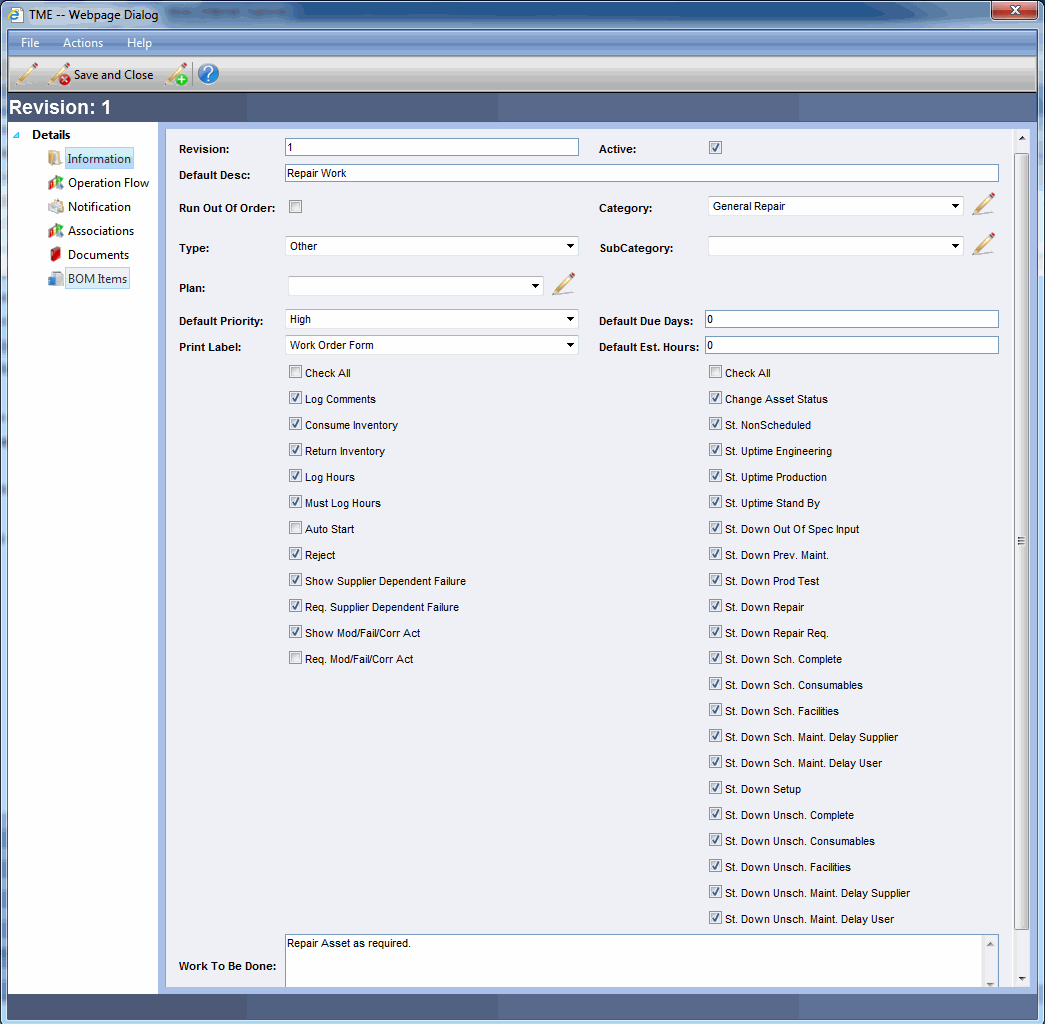 TME -- Webpage Dialog
File Actions Help
Save and Close
Revision: 1
Details
Information
Operation Flow
Notification
Associations
Documents
BOM Items
Revision: 1 Active:
Default Desc: Repair Work
Run Out Of Order: Category: General Repair
Type: Other SubCategory:
Plan:
Default Priority: High Default Due Days: 0
Print Label: Work Order Form Default Est. Hours: 0
Check All
Log Comments
Consume Inventory
Return Inventory
Log Hours
Must Log Hours
Auto Start
Reject
Show Supplier Dependent Failure
Req. Supplier Dependent Failure
Show Mod/Fail/Corr Act
Req. Mod/Fail/Corr Act
Check All
Change Asset Status
St. NonScheduled
St. Uptime Engineering
St. Uptime Production
St. Uptime Stand By
St. Down Out Of Spec Input
St. Down Prev. Maint.
St. Down Prod Test
St. Down Repair
St. Down Repair Req.
St. Down Sch. Complete
St. Down Sch. Consumables
St. Down Sch. Facilities
St. Down Sch. Maint. Delay Supplier
St. Down Sch. Maint. Delay User
St. Down Setup
St. Down Unsch. Complete
St. Down Unsch. Consumables
St. Down Unsch. Facilities
St. Down Unsch. Maint. Delay Supplier
St. Down Unsch. Maint. Delay User
Work To Be Done: Repair Asset as required.